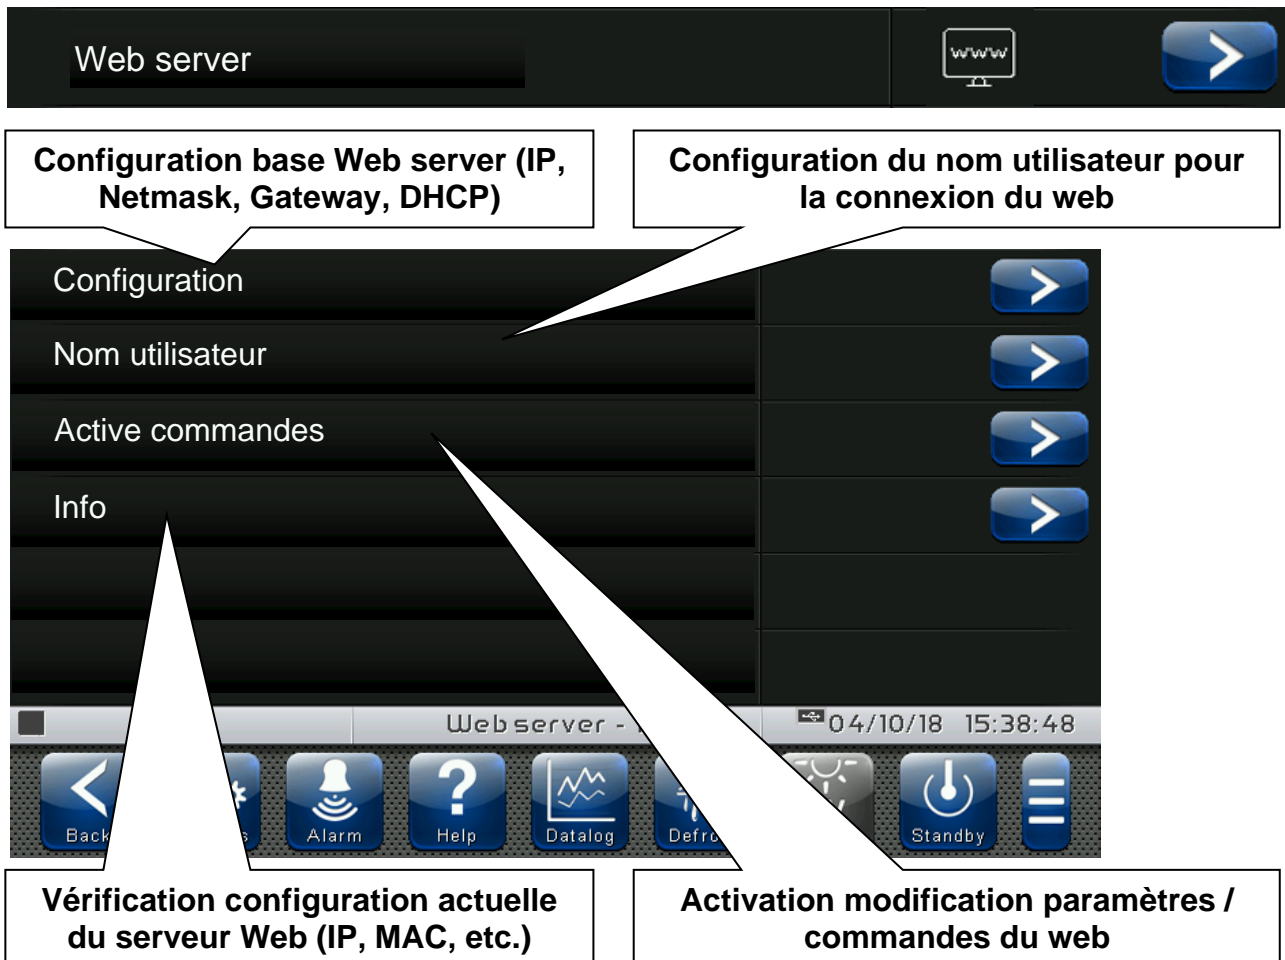 Web server
www
Configuration base Web server (IP,
Netmask, Gateway, DHCP)
Configuration du nom utilisateur pour
la connexion du web
Configuration
Nom utilisateur
Active commandes
Info
Webserver -
04/10/18 15:38:48
Back
Alarm
Help
Datalog
Standby
Vérification configuration actuelle
du serveur Web (IP, MAC, etc.)
Activation modification paramètres /
commandes du web